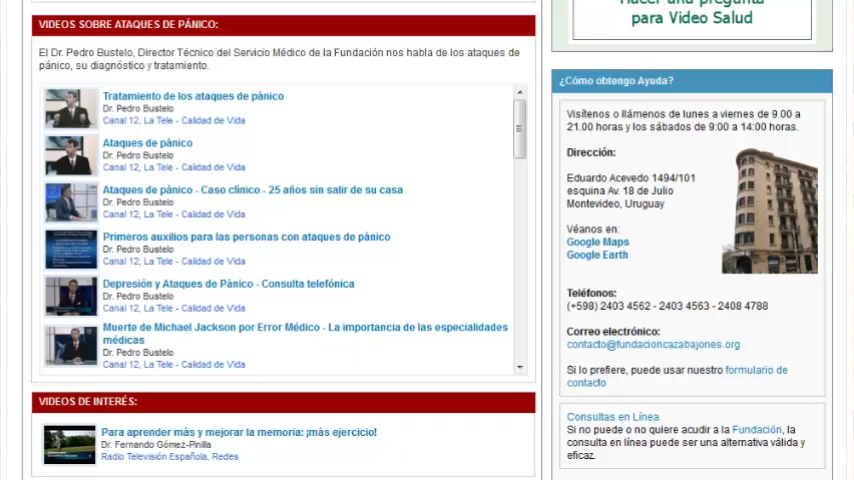 VIDEOS SOBRE ATAQUES DE PÁNICO:
El Dr. Pedro Bustelo, Director Técnico del Servicio Médico de la Fundación nos habla de los ataques de
pánico, su diagnóstico y tratamiento.
Tratamiento de los ataques de pánico
Dr. Pedro Bustelo
Canal 12, La Tele - Calidad de Vida
Ataques de pánico
Dr. Pedro Bustelo
Canal 12, La Tele - Calidad de Vida
Ataques de pánico - Caso clínico - 25 años sin salir de su casa
Dr. Pedro Bustelo
Canal 12, La Tele - Calidad de Vida
Primeros auxilios para las personas con ataques de pánico
Dr. Pedro Bustelo
Canal 12, La Tele - Calidad de Vida
Depresión y Ataques de Pánico - Consulta telefónica
Dr. Pedro Bustelo
Canal 12, La Tele - Calidad de Vida
Muerte de Michael Jackson por Error Médico - La importancia de las especialidades
médicas
Dr. Pedro Bustelo
Canal 12, La Tele - Calidad de Vida
VIDEOS DE INTERÉS:
Para aprender más y mejorar la memoria: ¡más ejercicio!
Dr. Fernando Gómez-Pinilla
Radio Televisión Española, Redes
Hacer una pregunta
para Video Salud
¿Cómo obtengo Ayuda?
Visítenos o llámenos de lunes a viernes de 9.00 a
21.00 horas y los sábados de 9:00 a 14:00 horas.
Dirección:
Eduardo Acevedo 1494/101
esquina Av. 18 de Julio
Montevideo, Uruguay
Véanos en:
Google Maps
Google Earth
Teléfonos:
(+598) 2403 4562 - 2403 4563 - 2408 4788
Correo electrónico:
contacto@fundacioncazabajones.org
Si lo prefiere, puede usar nuestro formulario de
contacto
Consultas en Línea
Si no puede o no quiere acudir a la Fundación, la
consulta en línea puede ser una alternativa válida y
eficaz.